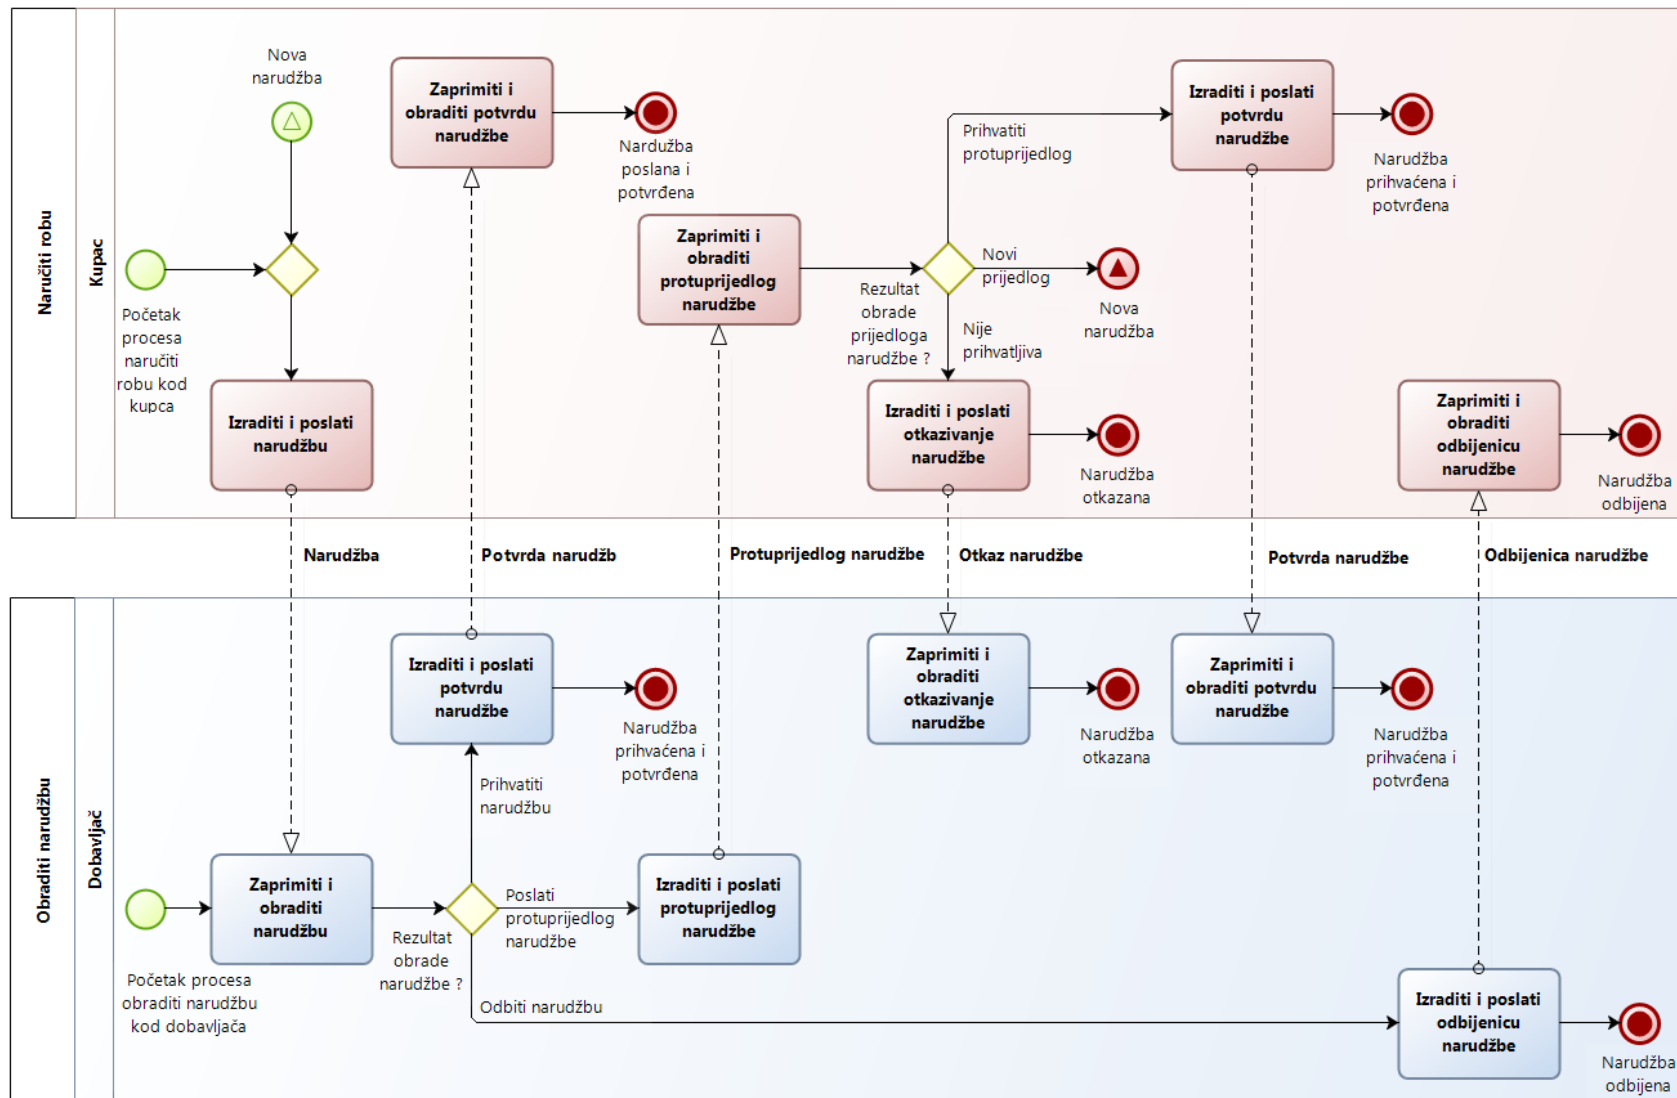 Naručiti robu
Kupac
Nova
narudžba
Početak
procesa
naručiti
robu kod
kupca
Izraditi i poslati
narudžbu
Zaprimiti i
obraditi potvrdu
narudžbe
Nardužba
poslana i
potvrđena
Zaprimiti i
obraditi
protuprijedlog
narudžbe
Rezultat
obrade
prijedloga
narudžbe ?
Prihvatiti
protuprijedlog
Novi
prijedlog
Nije
prihvatljiva
Izraditi i poslati
potvrdu
narudžbe
Narudžba
prihvaćena i
potvrđena
Nova
narudžba
Izraditi i poslati
otkazivanje
narudžbe
Narudžba
otkazana
Zaprimiti i
obraditi
odbijenicu
narudžbe
Narudžba
odbijena
Narudžba
Potvrda narudžb
Protuprijedlog narudžbe
Otkaz narudžbe
Potvrda narudžbe
Odbijenica narudžbe
Obraditi narudžbu
Dobavljač
Početak procesa
obraditi narudžbu
kod dobavljača
Zaprimiti i
obraditi
narudžbu
Rezultat
obrade
narudžbe ?
Prihvatiti
narudžbu
Poslati
protuprijedlog
narudžbe
Odbiti narudžbu
Izraditi i poslati
potvrdu
narudžbe
Narudžba
prihvaćena i
potvrđena
Izraditi i poslati
protuprijedlog
narudžbe
Zaprimiti i
obraditi
otkazivanje
narudžbe
Narudžba
otkazana
Zaprimiti i
obraditi potvrdu
narudžbe
Narudžba
prihvaćena i
potvrđena
Izraditi i poslati
odbijenicu
narudžbe
Narudžba
odbijena